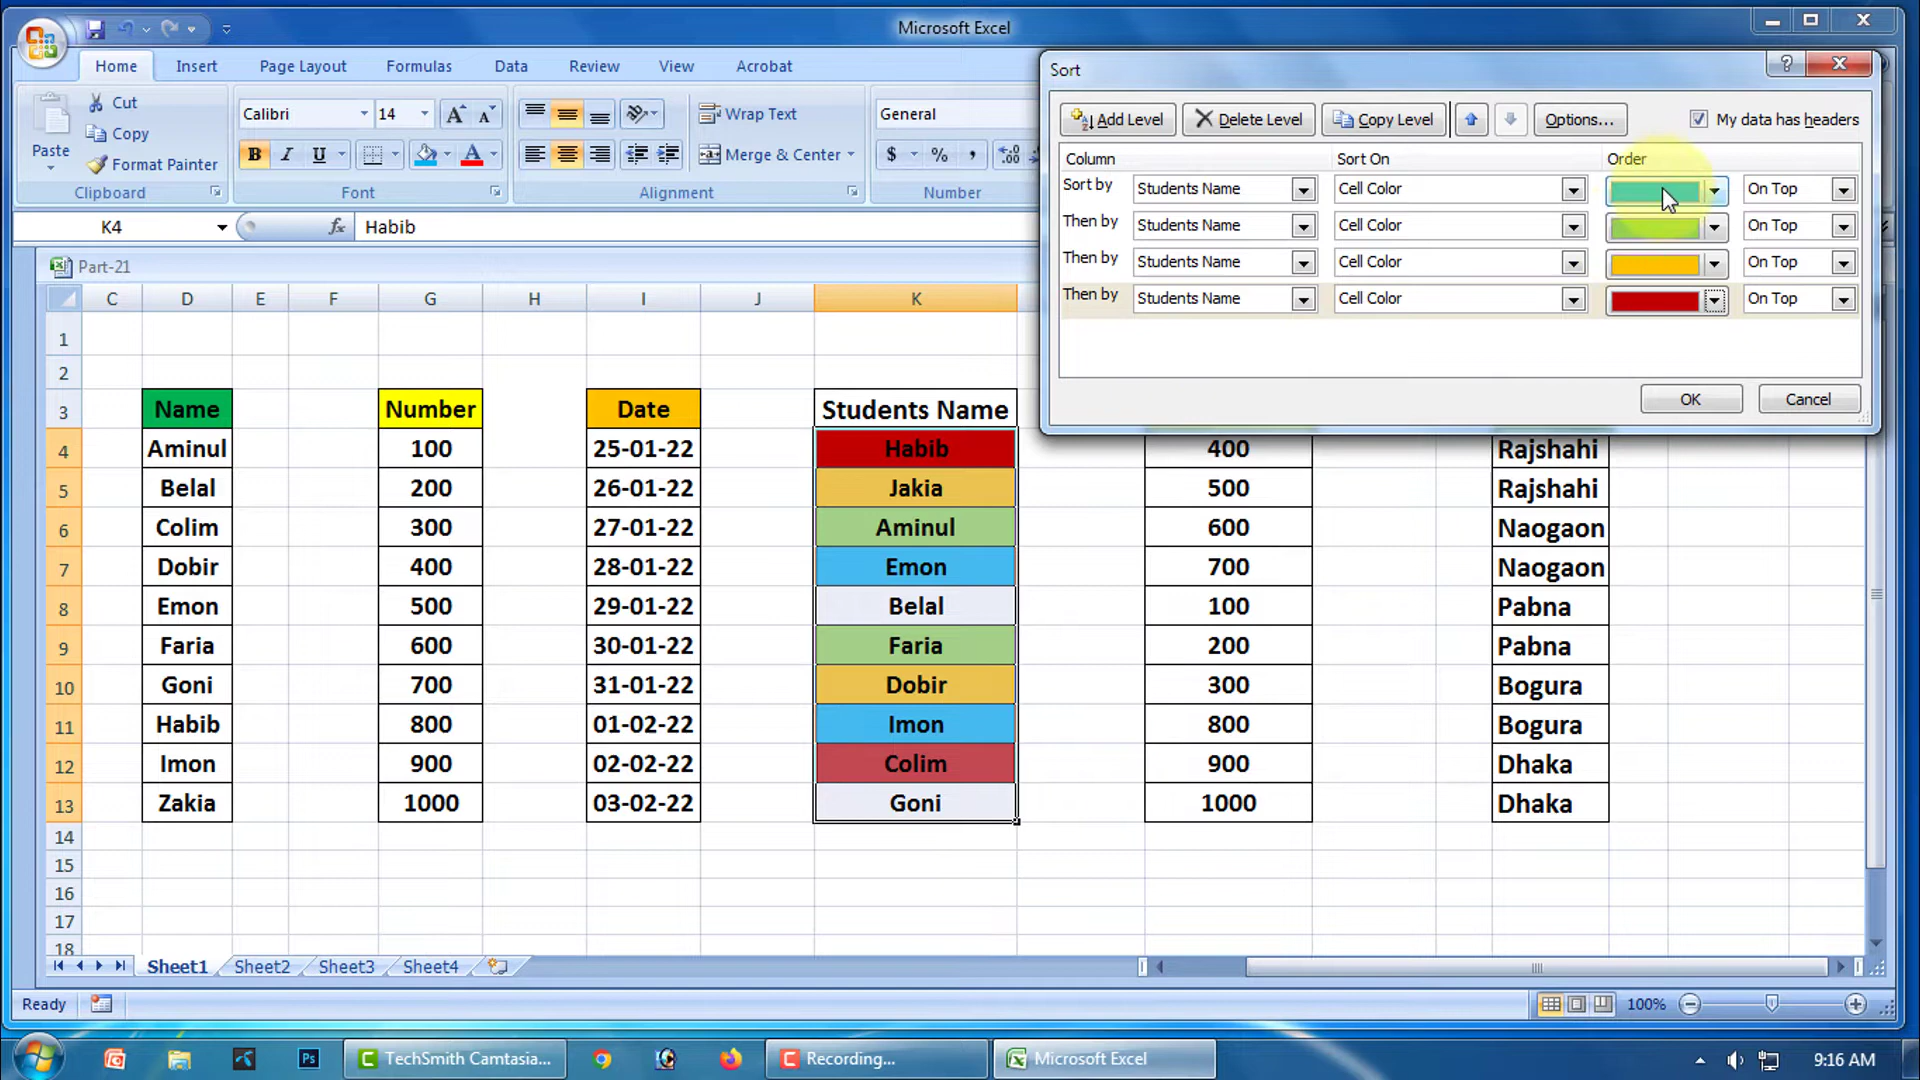 Microsoft Excel
Home Insert Page Layout Formulas Data Review View Acrobat
Paste
Cut
Copy
Format Painter
Clipboard
Calibri 14
B I U A
Font
Wrap Text
Merge & Center
Alignment
General
$ % ,
Number
K4 fx Habib
Part-21
C D E F G H I J K
1
2
3 Name Number Date Students Name
4 Aminul 100 25-01-22 Habib 400 Rajshahi
5 Belal 200 26-01-22 Jakia 500 Rajshahi
6 Colim 300 27-01-22 Aminul 600 Naogaon
7 Dobir 400 28-01-22 Emon 700 Naogaon
8 Emon 500 29-01-22 Belal 100 Pabna
9 Faria 600 30-01-22 Faria 200 Pabna
10 Goni 700 31-01-22 Dobir 300 Bogura
11 Habib 800 01-02-22 Imon 800 Bogura
12 Imon 900 02-02-22 Colim 900 Dhaka
13 Zakia 1000 03-02-22 Goni 1000 Dhaka
14
15
16
17
18
Sort
Add Level Delete Level Copy Level Options... My data has headers
Column Sort On Order
Sort by Students Name Cell Color On Top
Then by Students Name Cell Color On Top
Then by Students Name Cell Color On Top
Then by Students Name Cell Color On Top
OK Cancel
Sheet1 Sheet2 Sheet3 Sheet4
Ready 100%
Ps TechSmith Camtasia... Recording... Microsoft Excel 9:16 AM